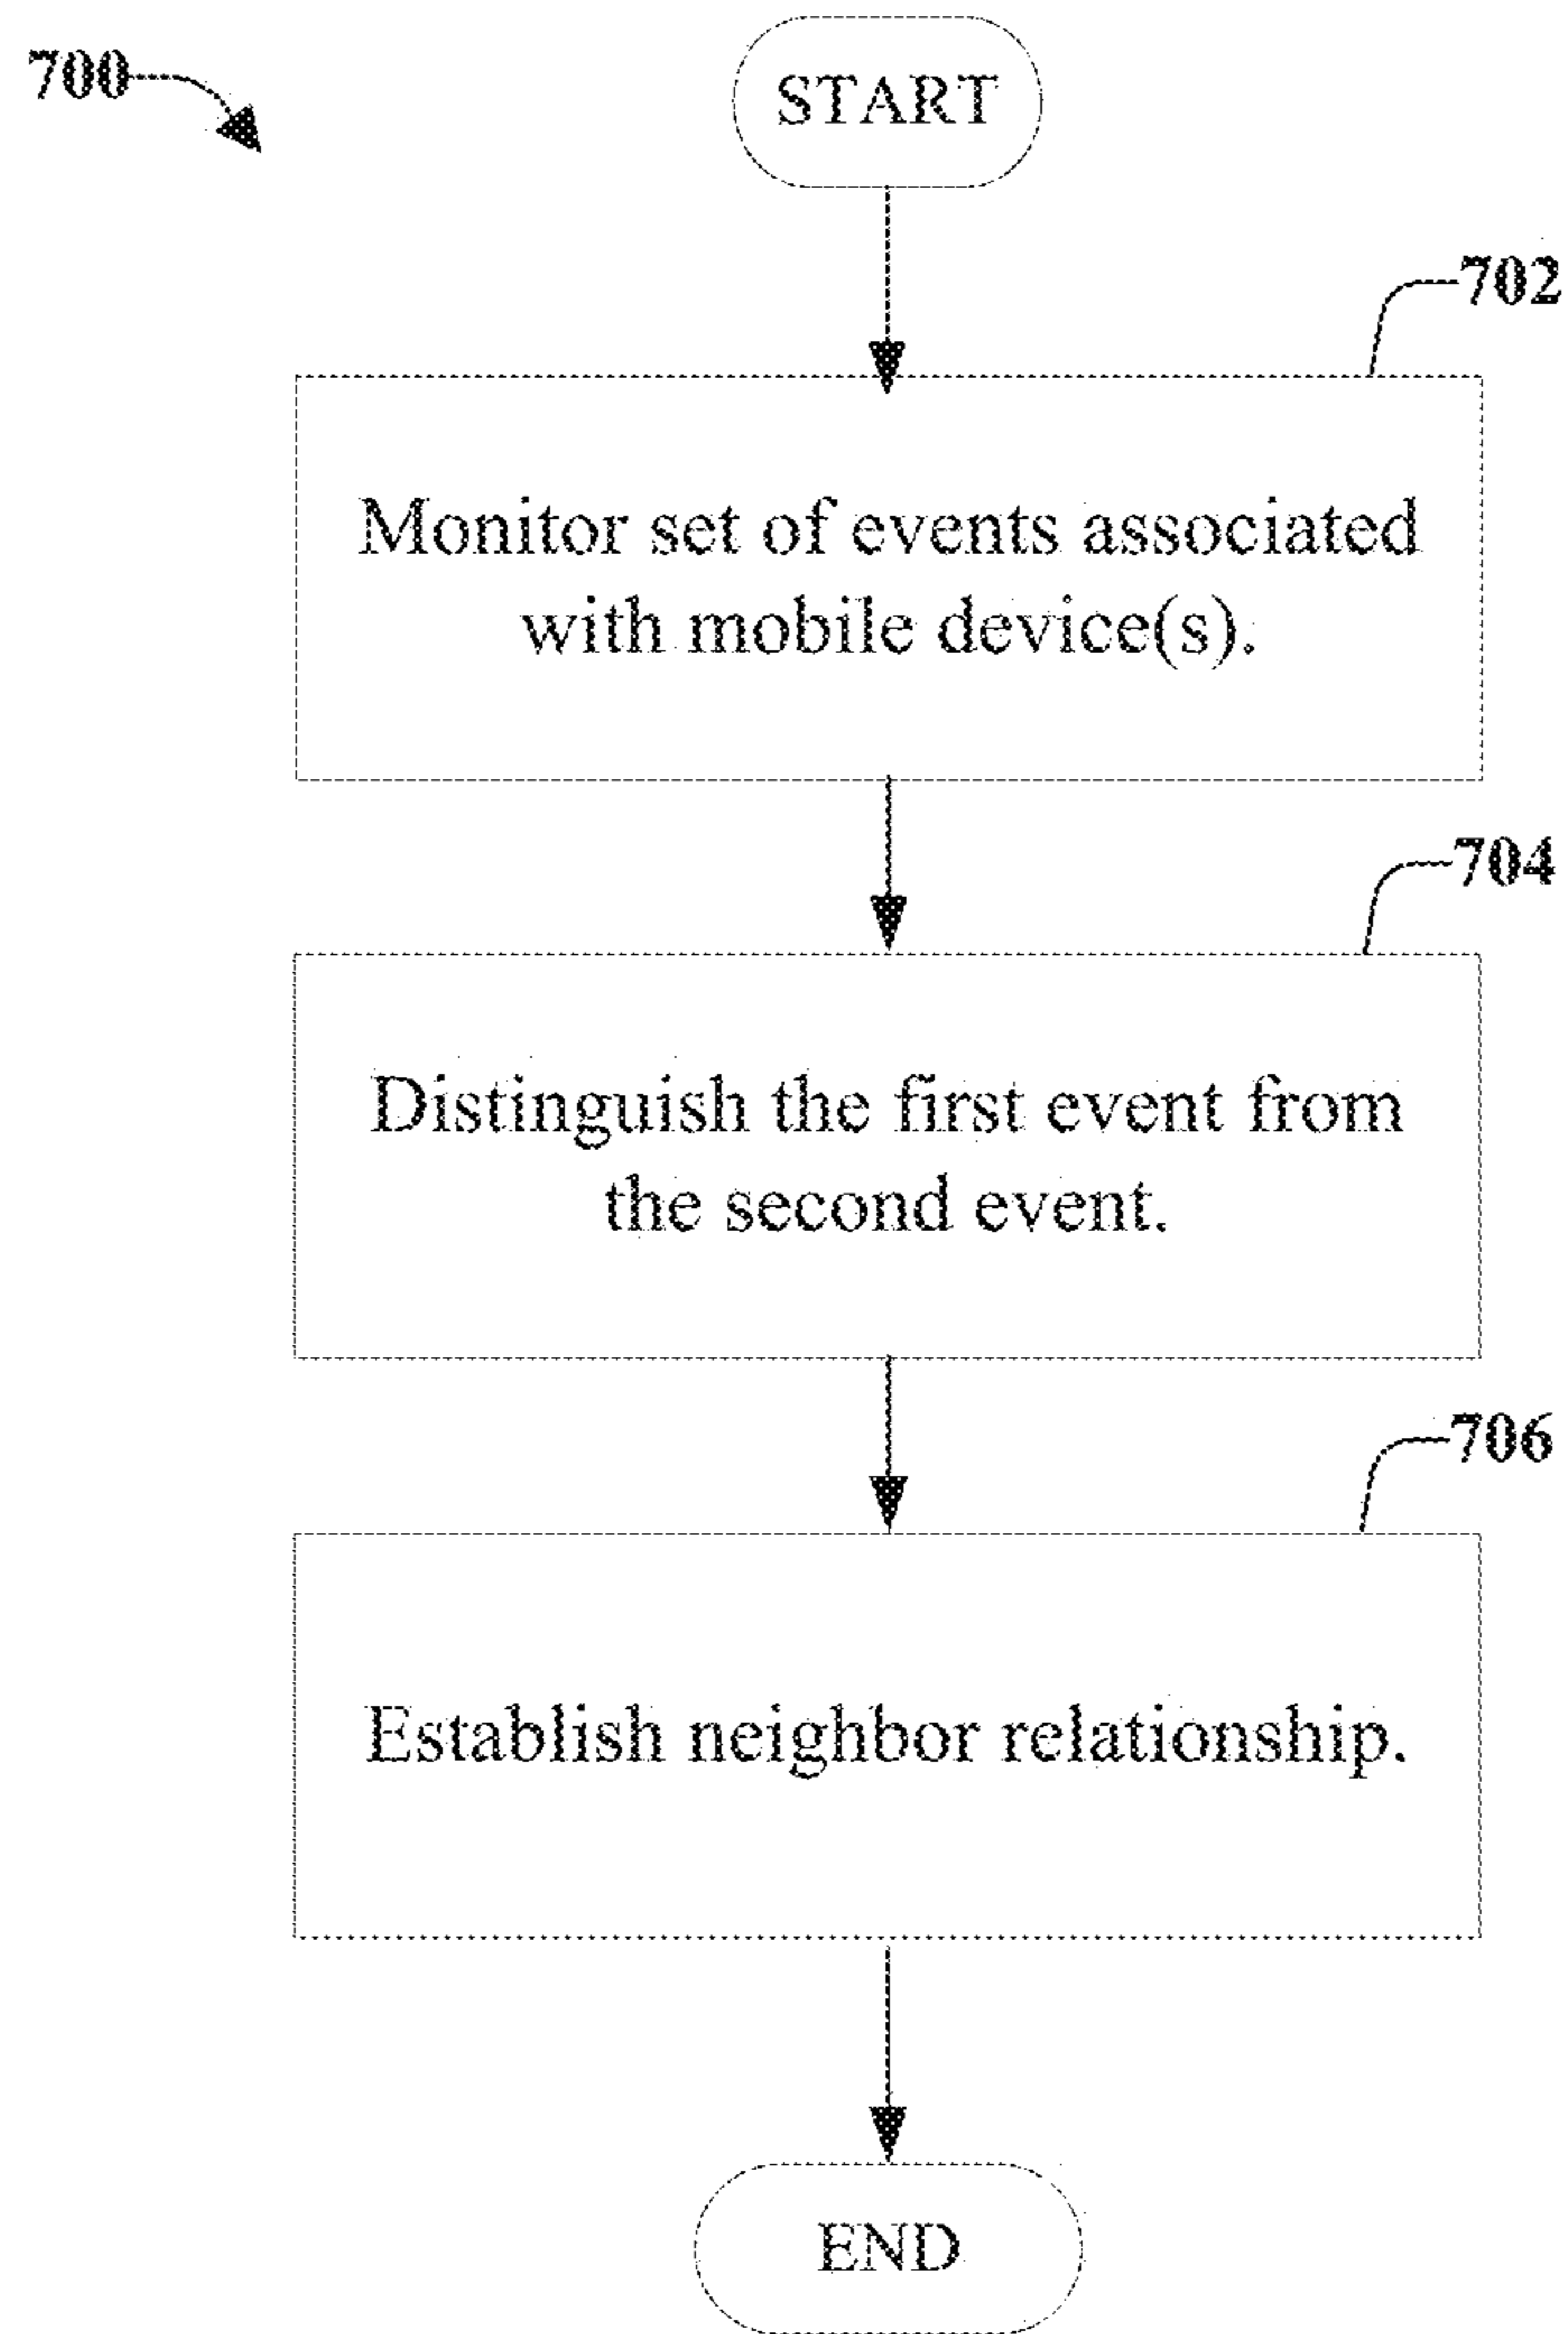 700
START
702
Monitor set of events associated
with mobile device(s).
704
Distinguish the first event from
the second event.
706
Establish neighbor relationship.
END